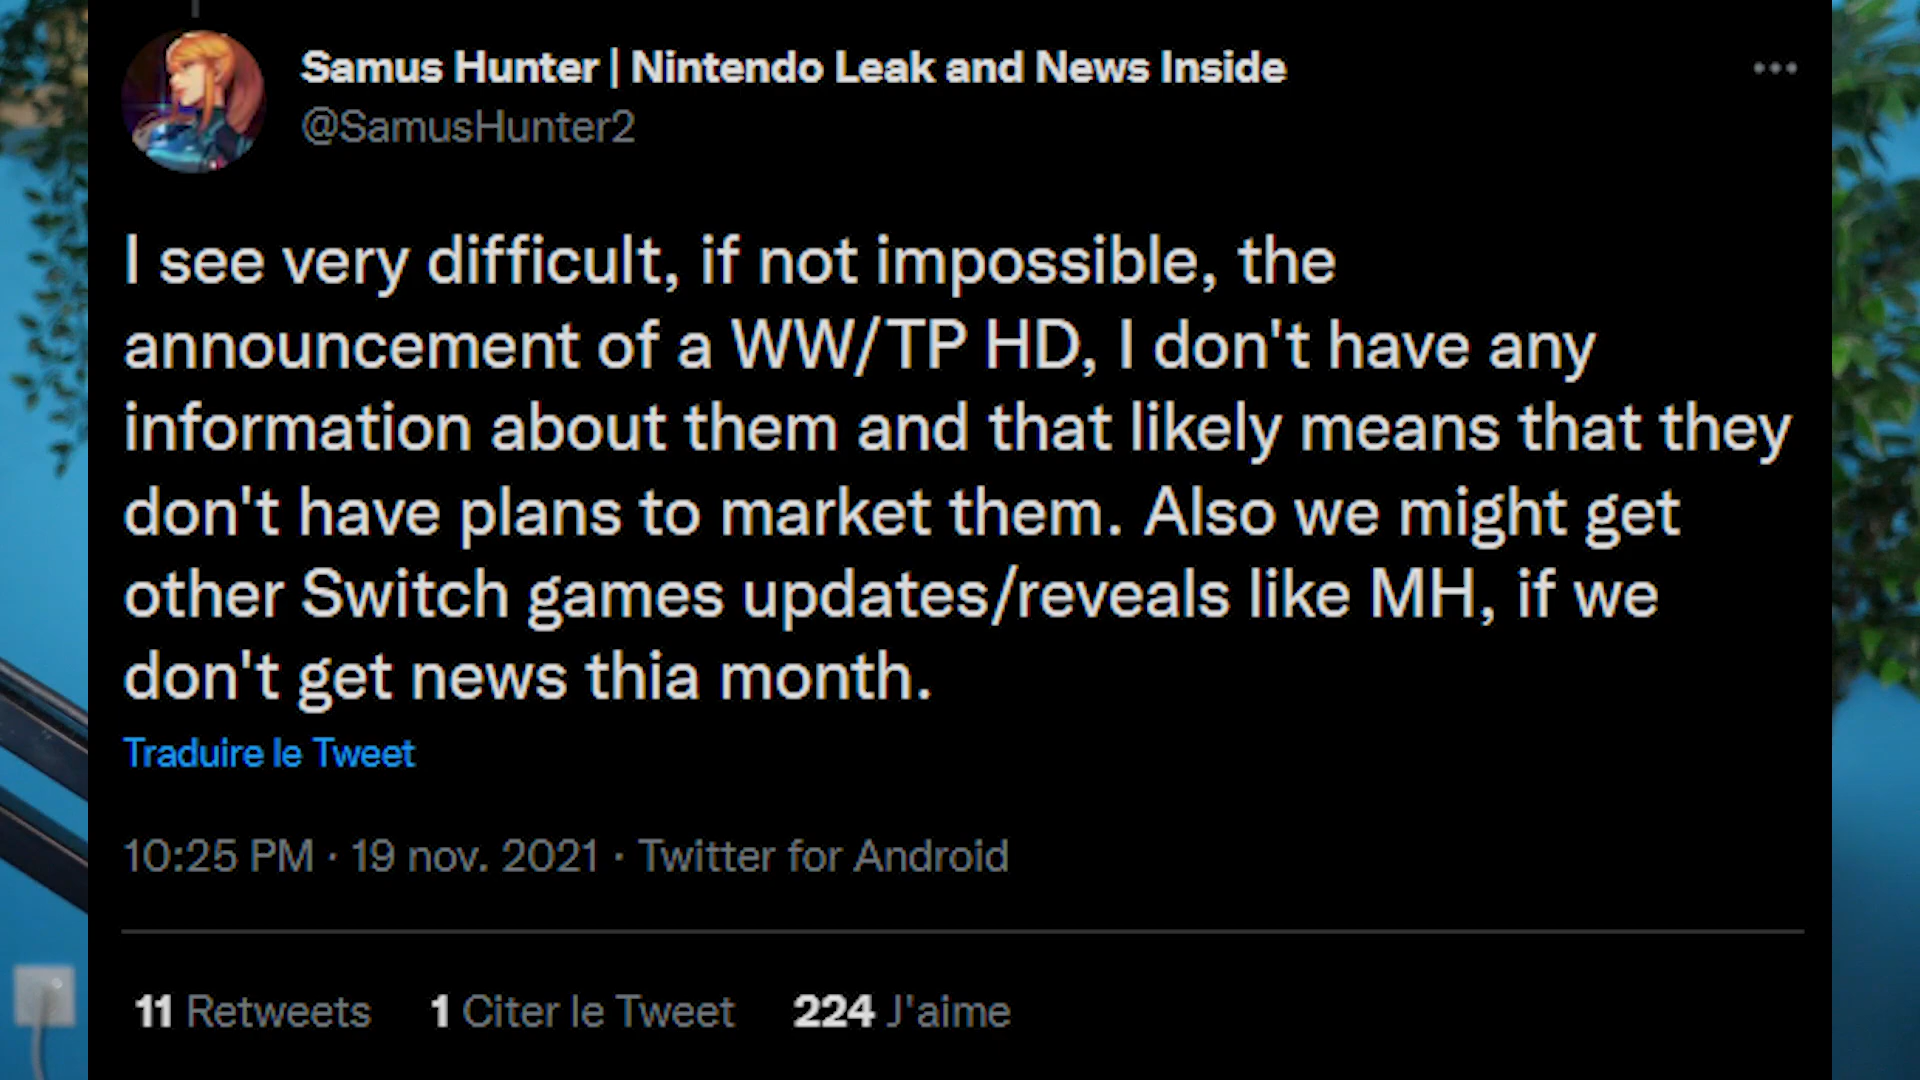 Samus Hunter | Nintendo Leak and News Inside
@SamusHunter2
I see very difficult, if not impossible, the
announcement of a WW/TP HD, I don't have any
information about them and that likely means that they
don't have plans to market them. Also we might get
other Switch games updates/reveals like MH, if we
don't get news thia month.
Traduire le Tweet
10:25 PM · 19 nov. 2021 · Twitter for Android
11 Retweets 1 Citer le Tweet 224 J'aime